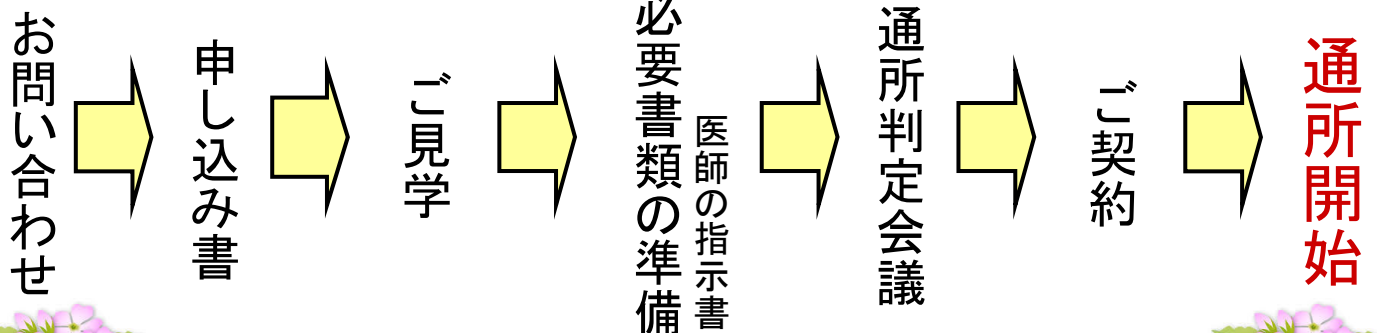 お問い合わせ
申し込み書
ご見学
必要書類の準備
医師の指示書
通所判定会議
ご契約
通所開始